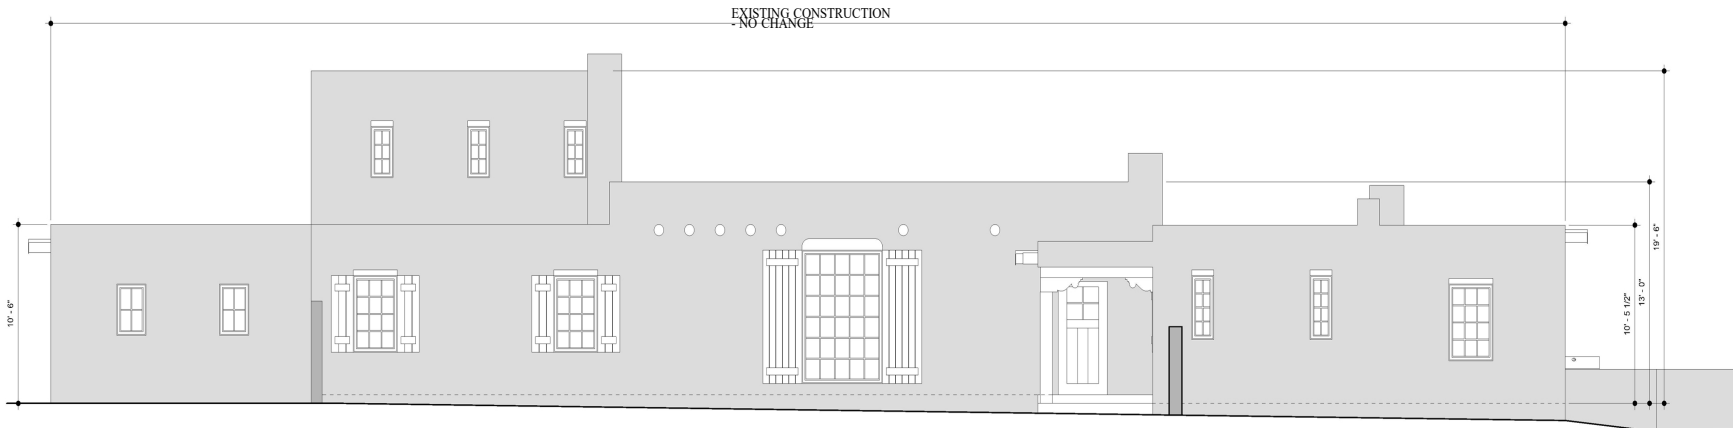 EXISTING CONSTRUCTION
- NO CHANGE
10' - 6"
10' - 5 1/2"
13' - 0"
19' - 6"